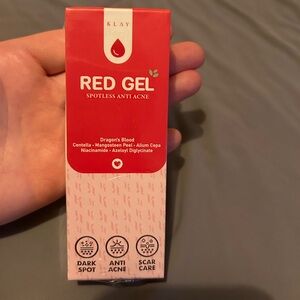 KLAY
RED GEL
SPOTLESS ANTI ACNE
Dragon's Blood
Centella - Mangosteen Peel - Alium Cepa
Niacinamide - Azeloyl Diglycinate
DARK SPOT
ANTI ACNE
SCAR CARE